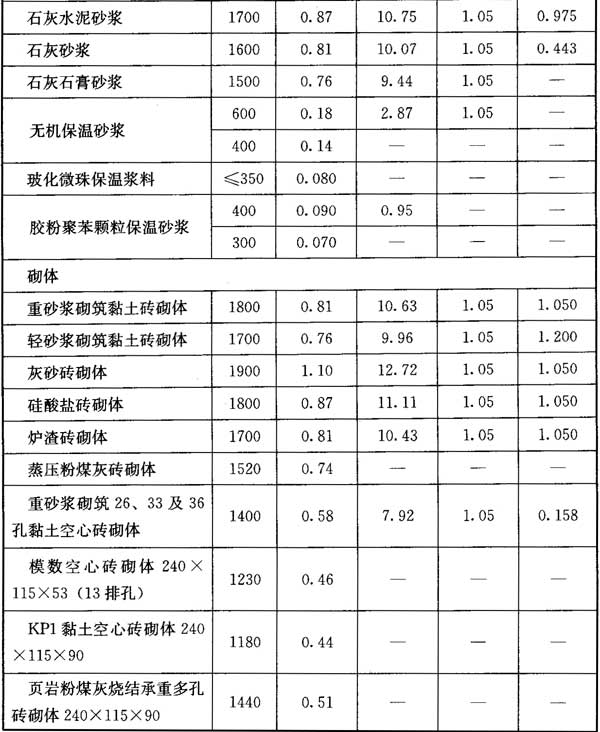 石灰水泥砂浆 1700 0.87 10.75 1.05 0.975
石灰砂浆 1600 0.81 10.07 1.05 0.443
石灰石膏砂浆 1500 0.76 9.44 1.05 —
无机保温砂浆 600 0.18 2.87 1.05 —
400 0.14 — — —
玻化微珠保温浆料 ≤350 0.080 — — —
胶粉聚苯颗粒保温砂浆 400 0.090 0.95 — —
300 0.070 — — —
砌体
重砂浆砌筑黏土砖砌体 1800 0.81 10.63 1.05 1.050
轻砂浆砌筑黏土砖砌体 1700 0.76 9.96 1.05 1.200
灰砂砖砌体 1900 1.10 12.72 1.05 1.050
硅酸盐砖砌体 1800 0.87 11.11 1.05 1.050
炉渣砖砌体 1700 0.81 10.43 1.05 1.050
蒸压粉煤灰砖砌体 1520 0.74 — — —
重砂浆砌筑 26、33 及 36
孔黏土空心砖砌体 1400 0.58 7.92 1.05 0.158
模数空心砖砌体 240×
115×53（13 排孔） 1230 0.46 — — —
KP1 黏土空心砖砌体 240
×115×90 1180 0.44 — — —
页岩粉煤灰烧结承重多孔
砖砌体 240×115×90 1440 0.51 — — —